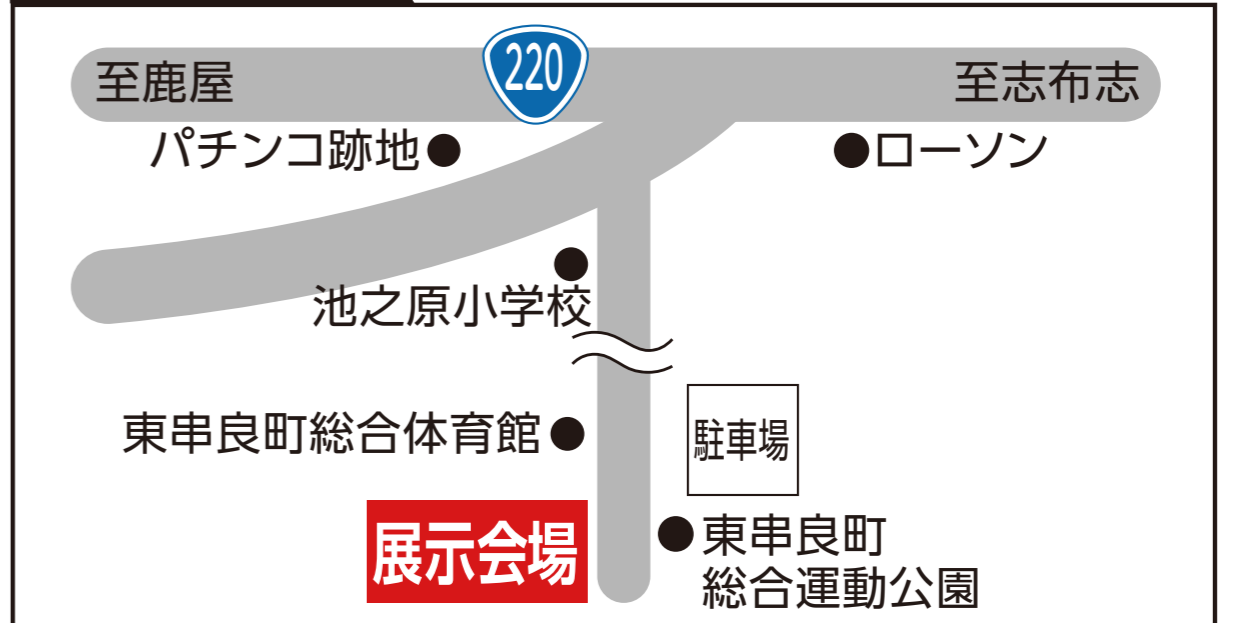 至鹿屋
220
至志布志
パチンコ跡地
ローソン
池之原小学校
東串良町総合体育館
駐車場
展示会場
東串良町
総合運動公園